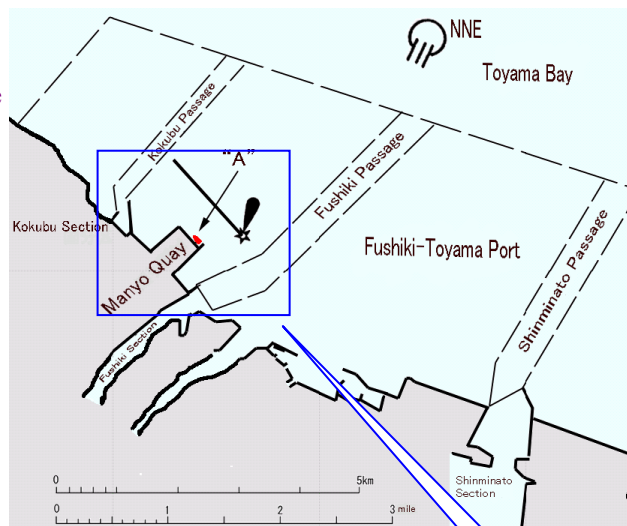 NNE
Toyama Bay
e
Kokubu Passage
"A"
Fushiki Passage
Kokubu Section
Fushiki-Toyama Port
Manyo Quay
Shinminato Passage
Fushiki Section
Shinminato
Section
0
5km
0
1
2
3 mile